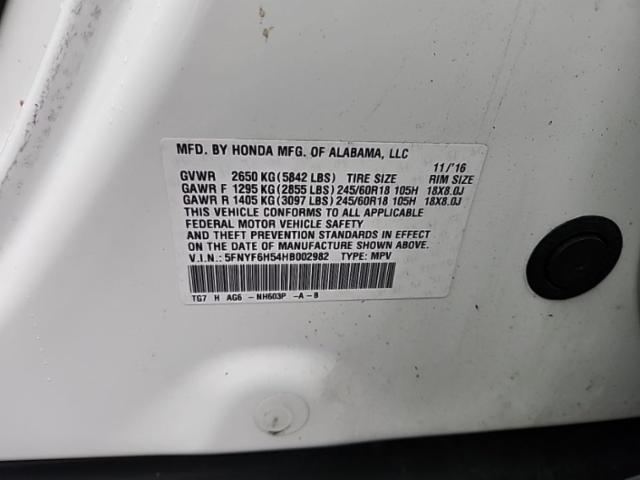 MFD. BY HONDA MFG. OF ALABAMA, LLC
11/'16
GVWR 2650 KG(5842 LBS) TIRE SIZE RIM SIZE
GAWR F 1295 KG(2855 LBS) 245/60R18 105H 18X8.0J
GAWR R 1405 KG(3097 LBS) 245/60R18 105H 18X8.0J
THIS VEHICLE CONFORMS TO ALL APPLICABLE
FEDERAL MOTOR VEHICLE SAFETY
AND THEFT PREVENTION STANDARDS IN EFFECT
ON THE DATE OF MANUFACTURE SHOWN ABOVE.
V.I.N.: 5FNYF6H54HB002982 TYPE: MPV
TG7 H AG6 - NH603P -A - B